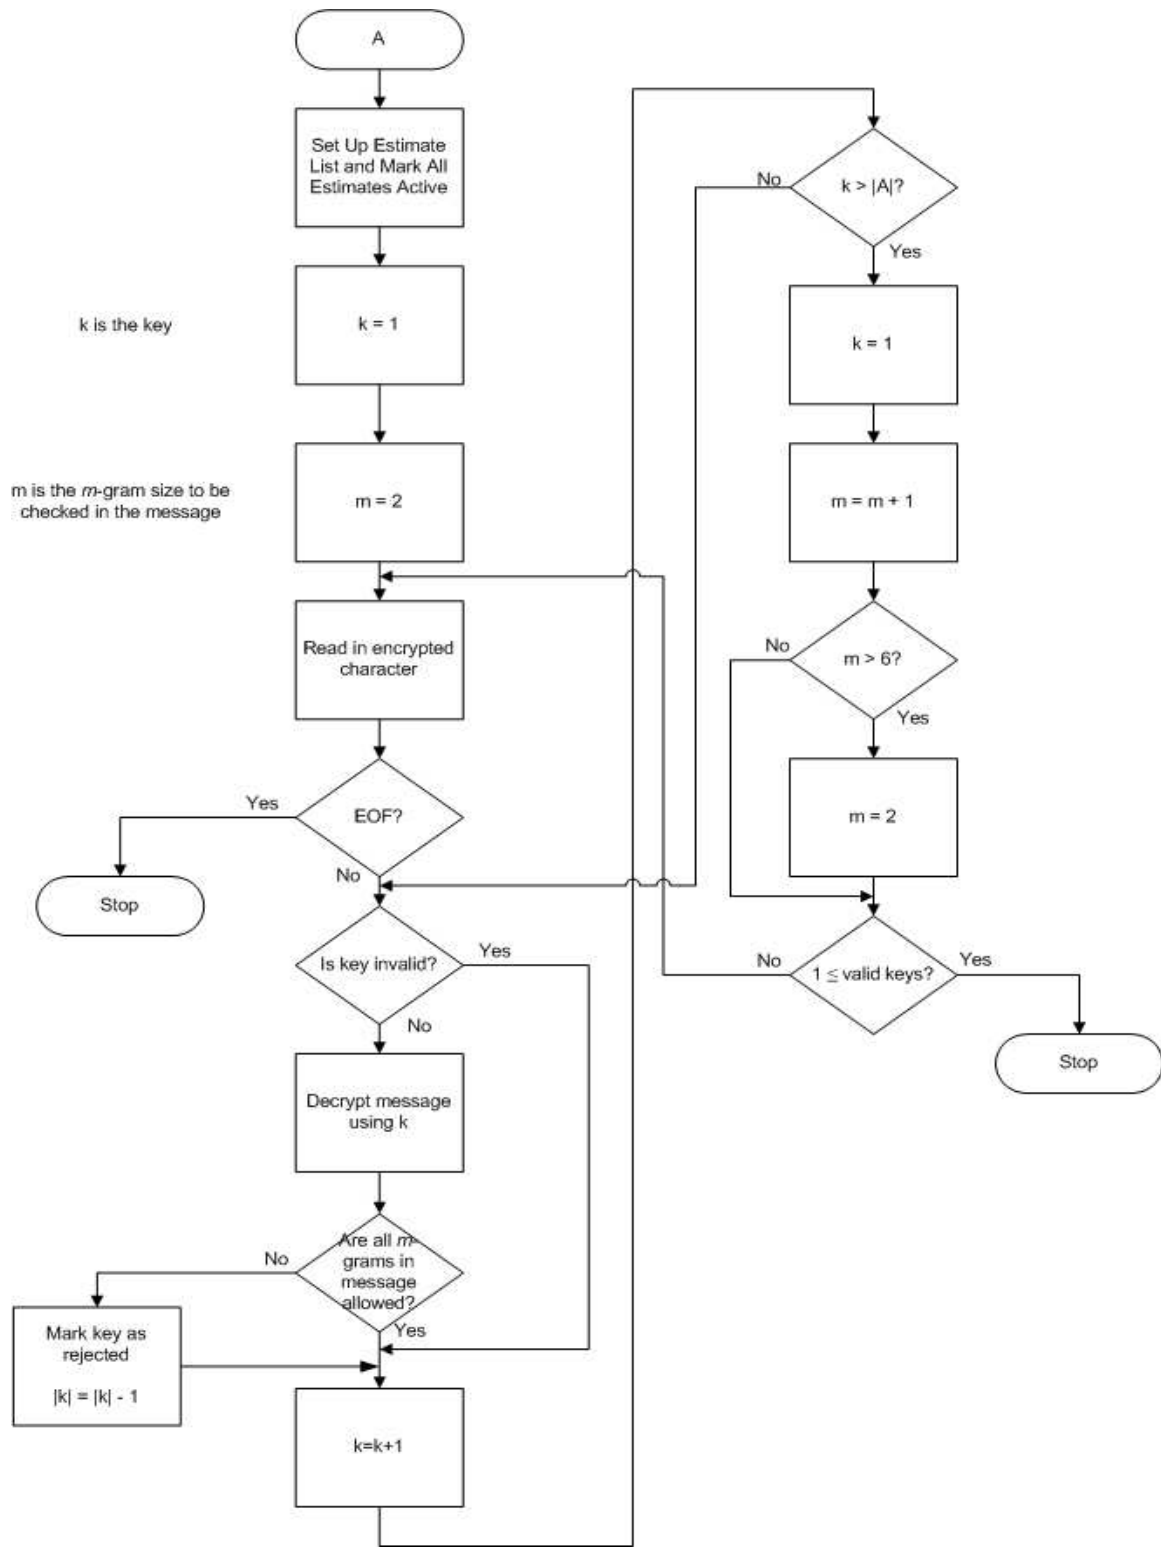 A
Set Up Estimate
List and Mark All
Estimates Active
k is the key
k = 1
m is the m-gram size to be
checked in the message
m = 2
Read in encrypted
character
EOF?
Yes
Stop
No
Is key invalid?
Yes
No
Decrypt message
using k
Are all m-
grams in
message
allowed?
No
Yes
Mark key as
rejected
|k| = |k| - 1
k=k+1
k > |A|?
No
Yes
k = 1
m = m + 1
m > 6?
No
Yes
m = 2
1 ≤ valid keys?
No
Yes
Stop